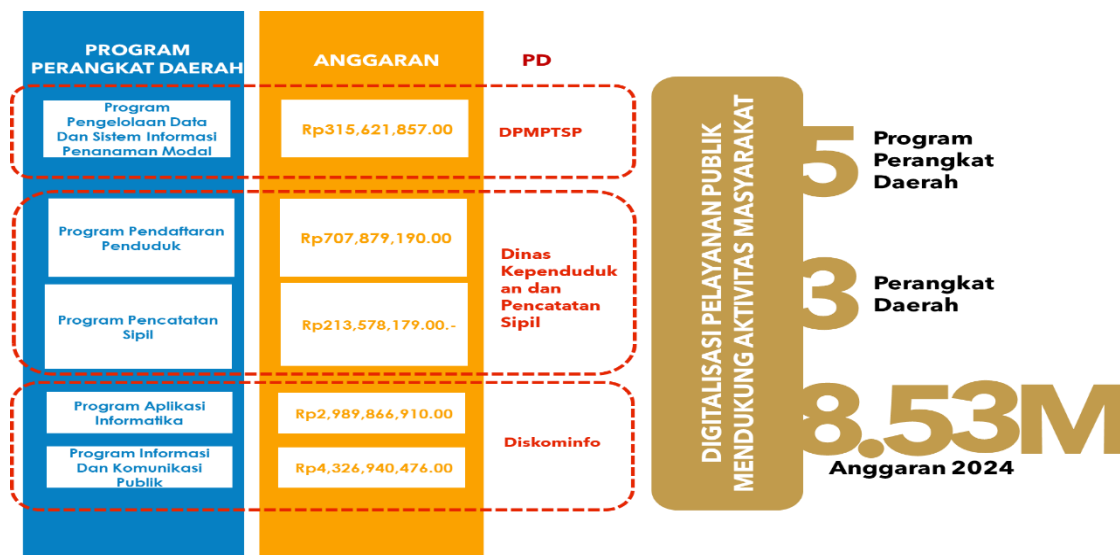 PROGRAM
PERANGKAT DAERAH
ANGGARAN
PD
Program
Pengelolaan Data
Dan Sistem Informasi
Penanaman Modal
Rp315,621,857.00
DPMPTSP
Program Pendaftaran
Penduduk
Rp707,879,190.00
Program Pencatatan
Sipil
Rp213,578,179.00.-
Dinas
Kependuduk
an dan
Pencatatan
Sipil
Program Aplikasi
Informatika
Rp2,989,866,910.00
Program Informasi
Dan Komunikasi
Publik
Rp4,326,940,476.00
Diskominfo
DIGITALISASI PELAYANAN PUBLIK
MENDUKUNG AKTIVITAS MASYARAKAT
5
Program
Perangkat
Daerah
3
Perangkat
Daerah
8.53M
Anggaran 2024